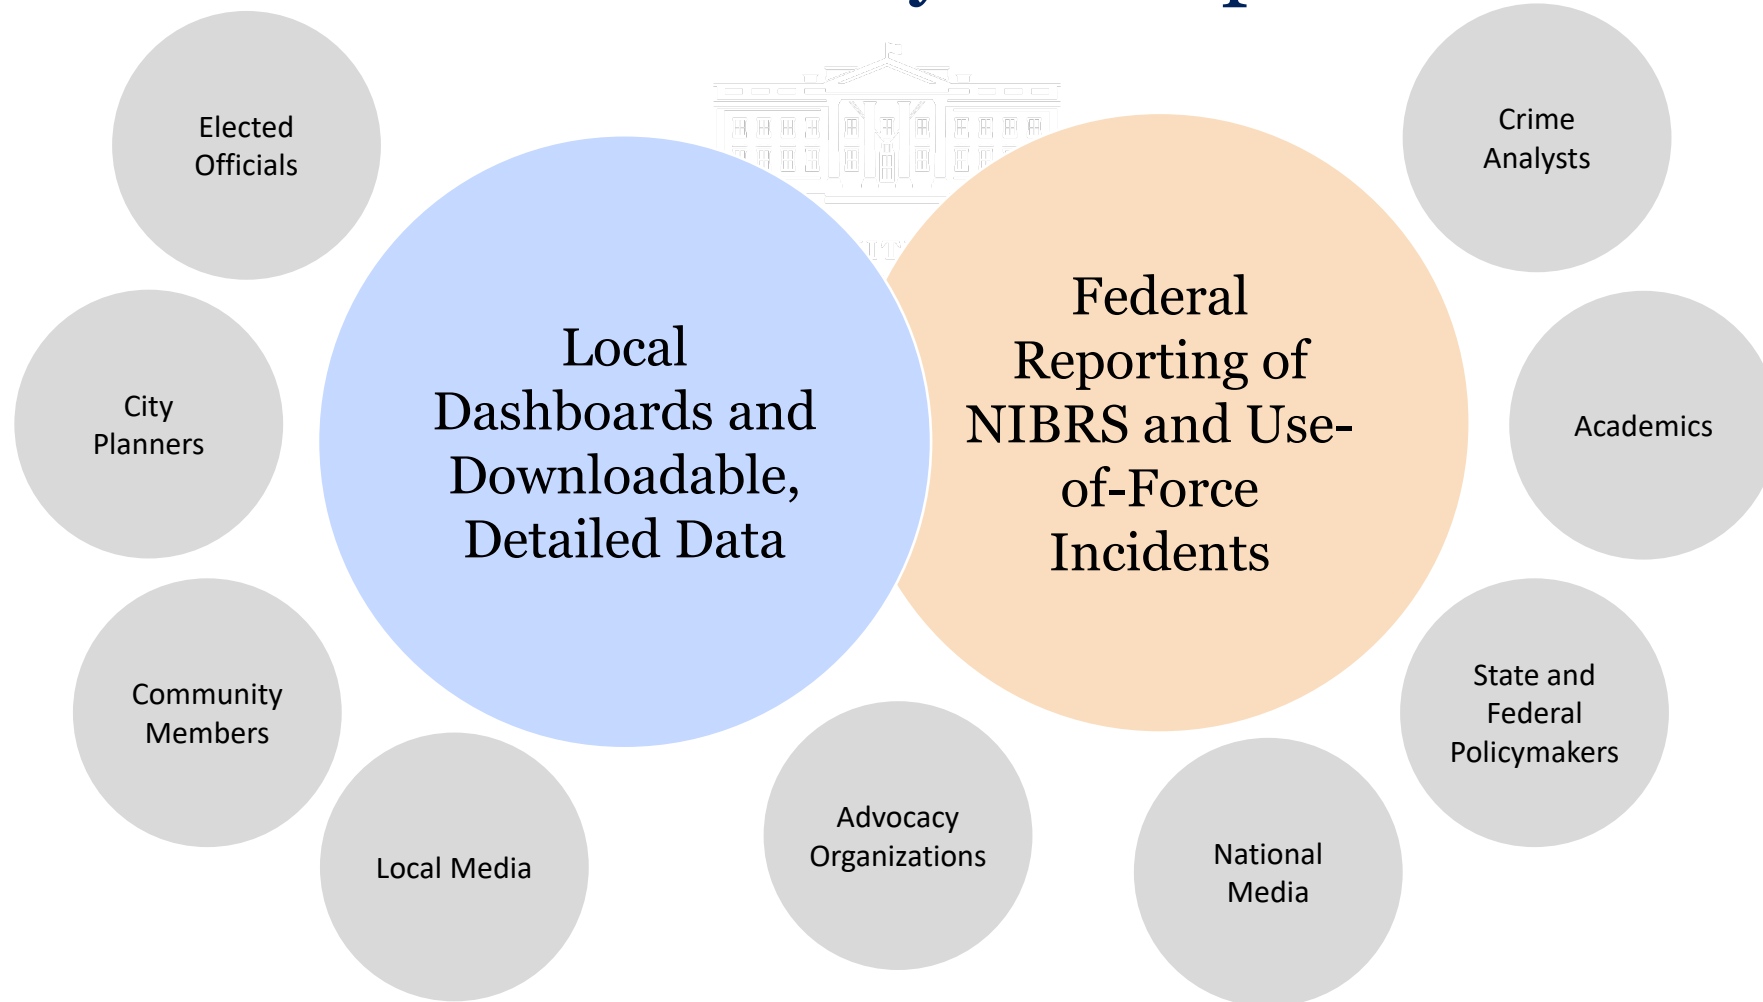 Elected
Officials
Crime
Analysts
Federal
Reporting of
NIBRS and Use-
of-Force
Incidents
Local
Dashboards and
Downloadable,
Detailed Data
City
Planners
Academics
Community
Members
State and
Federal
Policymakers
Advocacy
Organizations
Local Media
National
Media